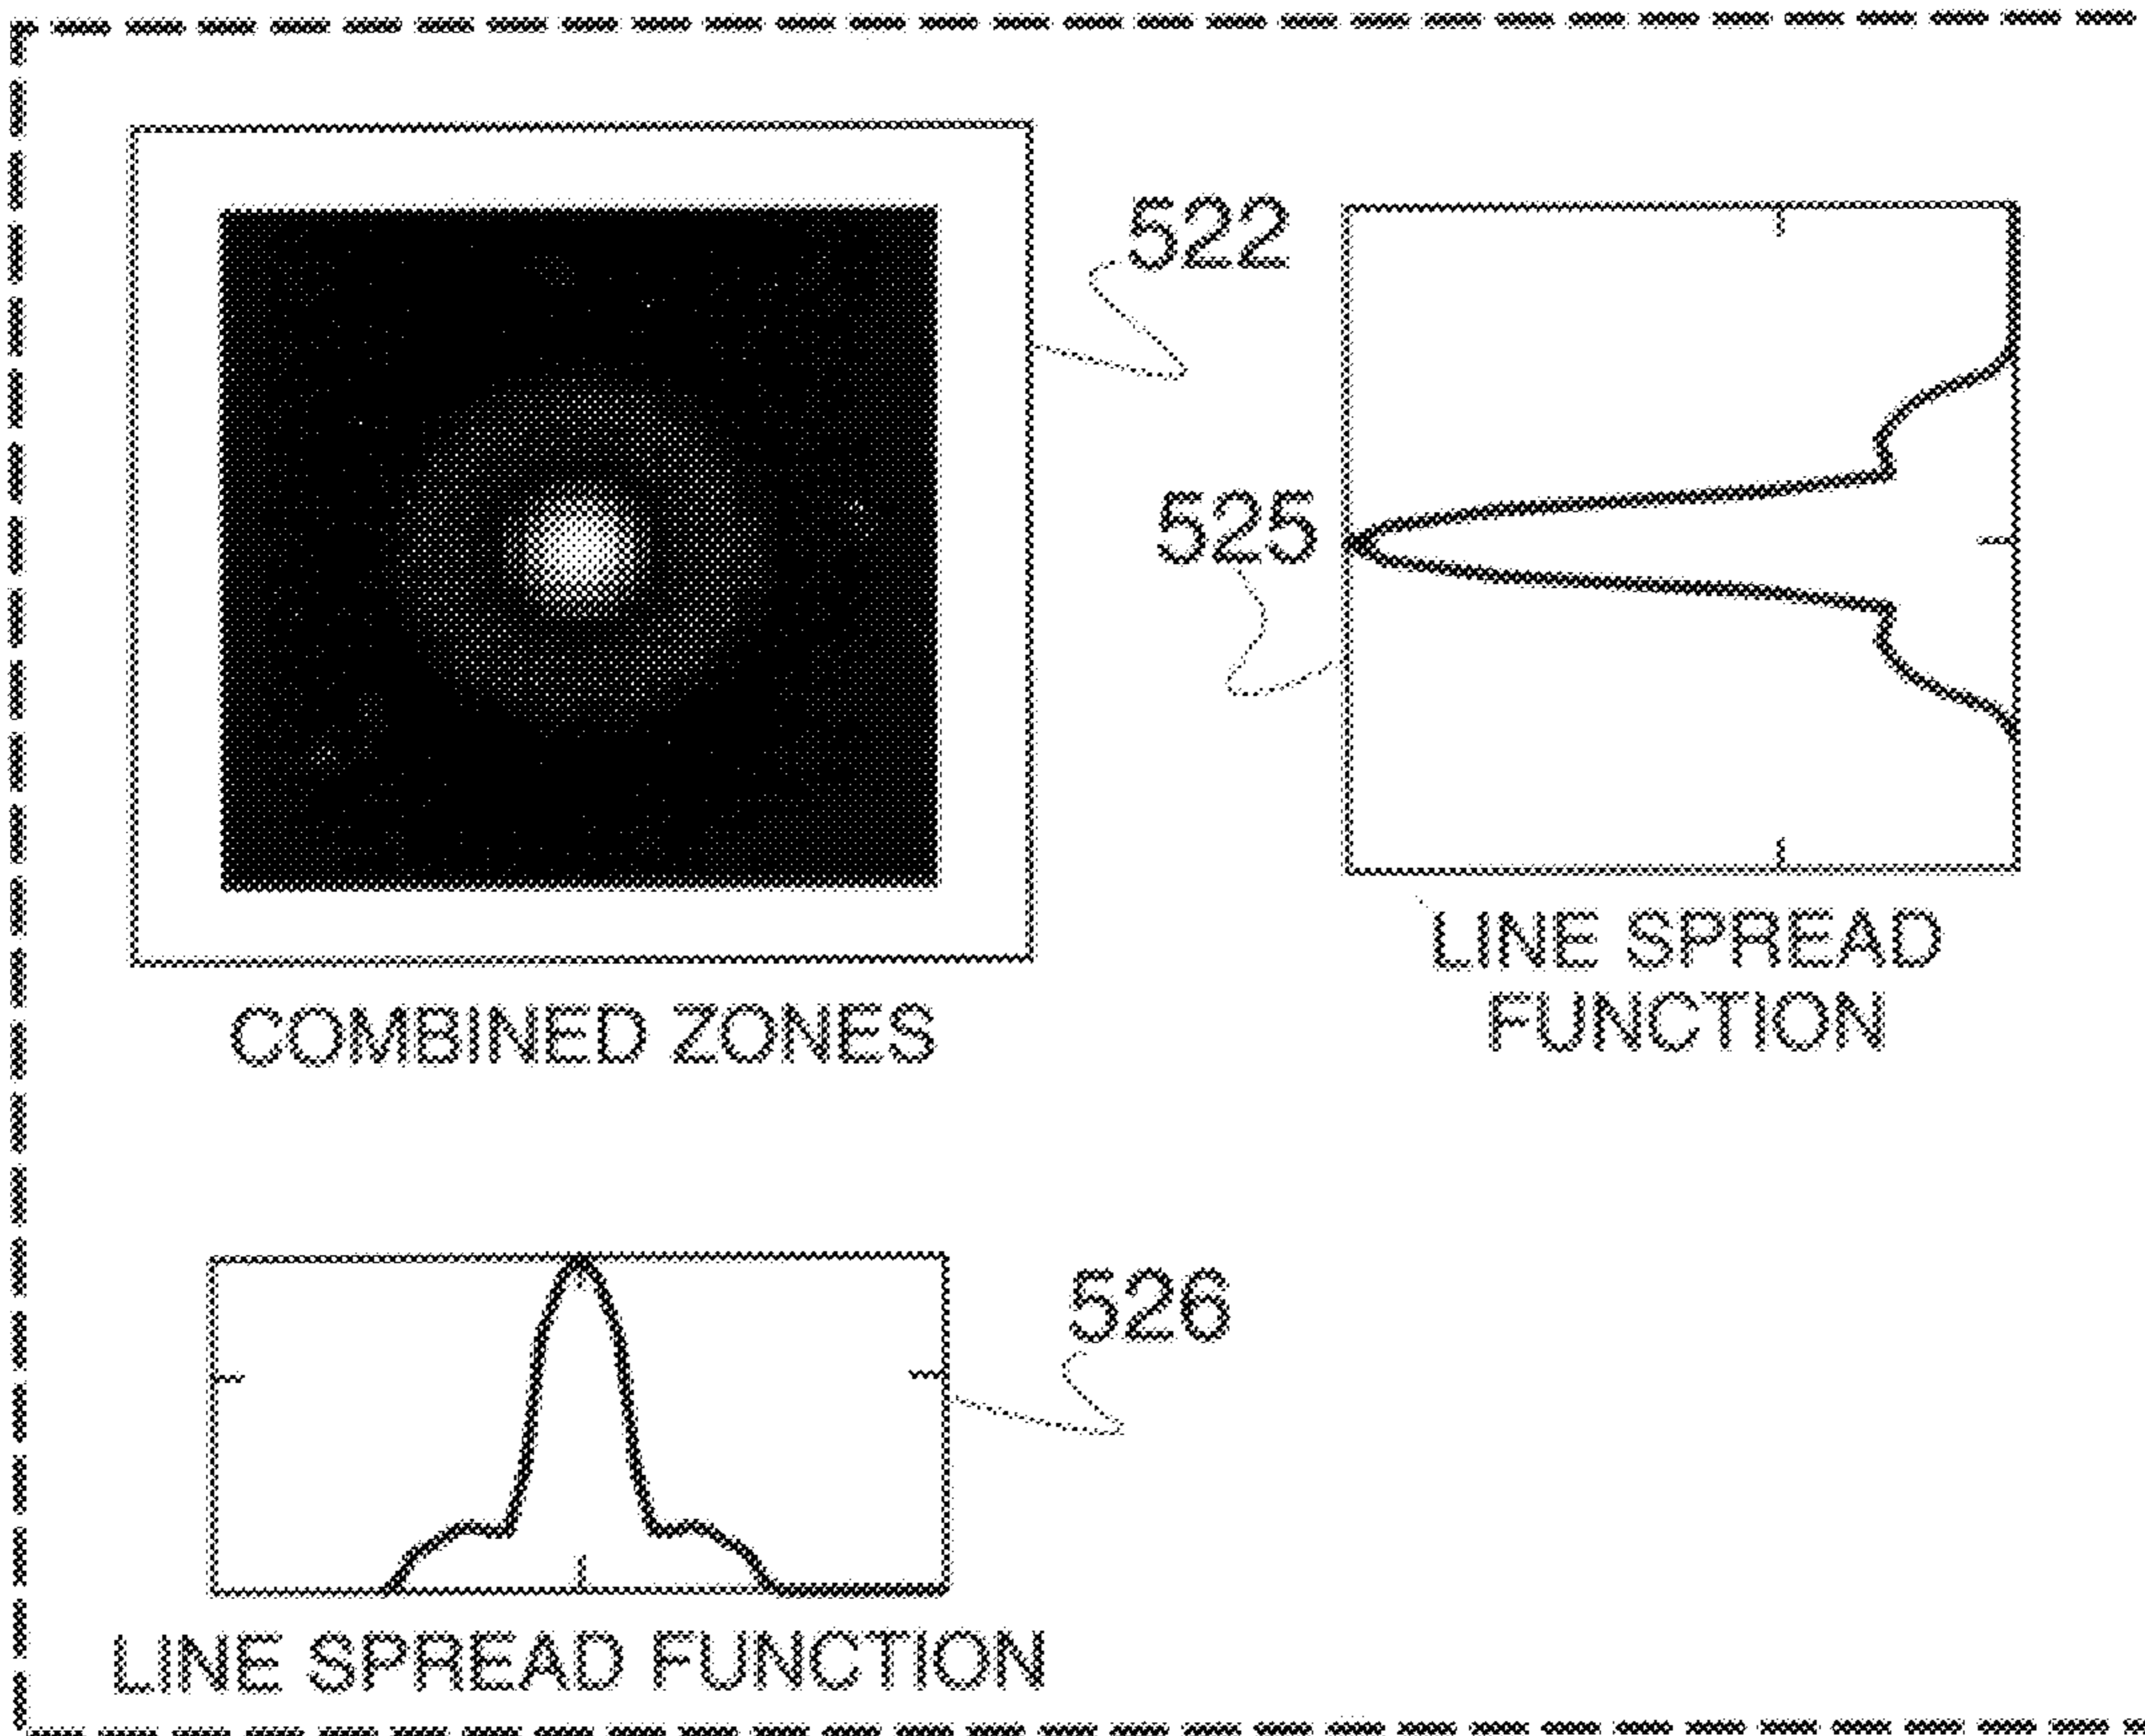 522
525
LINE SPREAD
FUNCTION
COMBINED ZONES
526
LINE SPREAD FUNCTION